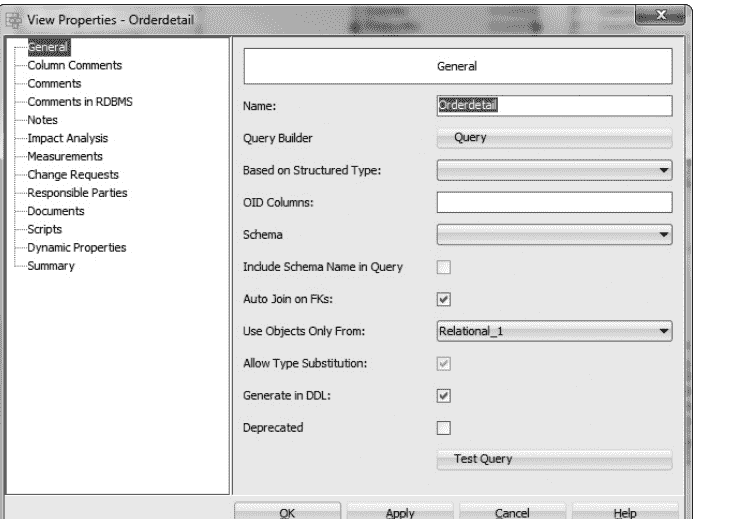 View Properties - Orderdetail
General
Column Comments
Comments
Comments in RDBMS
Notes
Impact Analysis
Measurements
Change Requests
Responsible Parties
Documents
Scripts
Dynamic Properties
Summary
General
Name: Orderdetail
Query Builder Query
Based on Structured Type:
OID Columns:
Schema
Include Schema Name in Query
Auto Join on FKs:
Use Objects Only From: Relational_1
Allow Type Substitution:
Generate in DDL:
Deprecated
Test Query
OK Apply Cancel Help